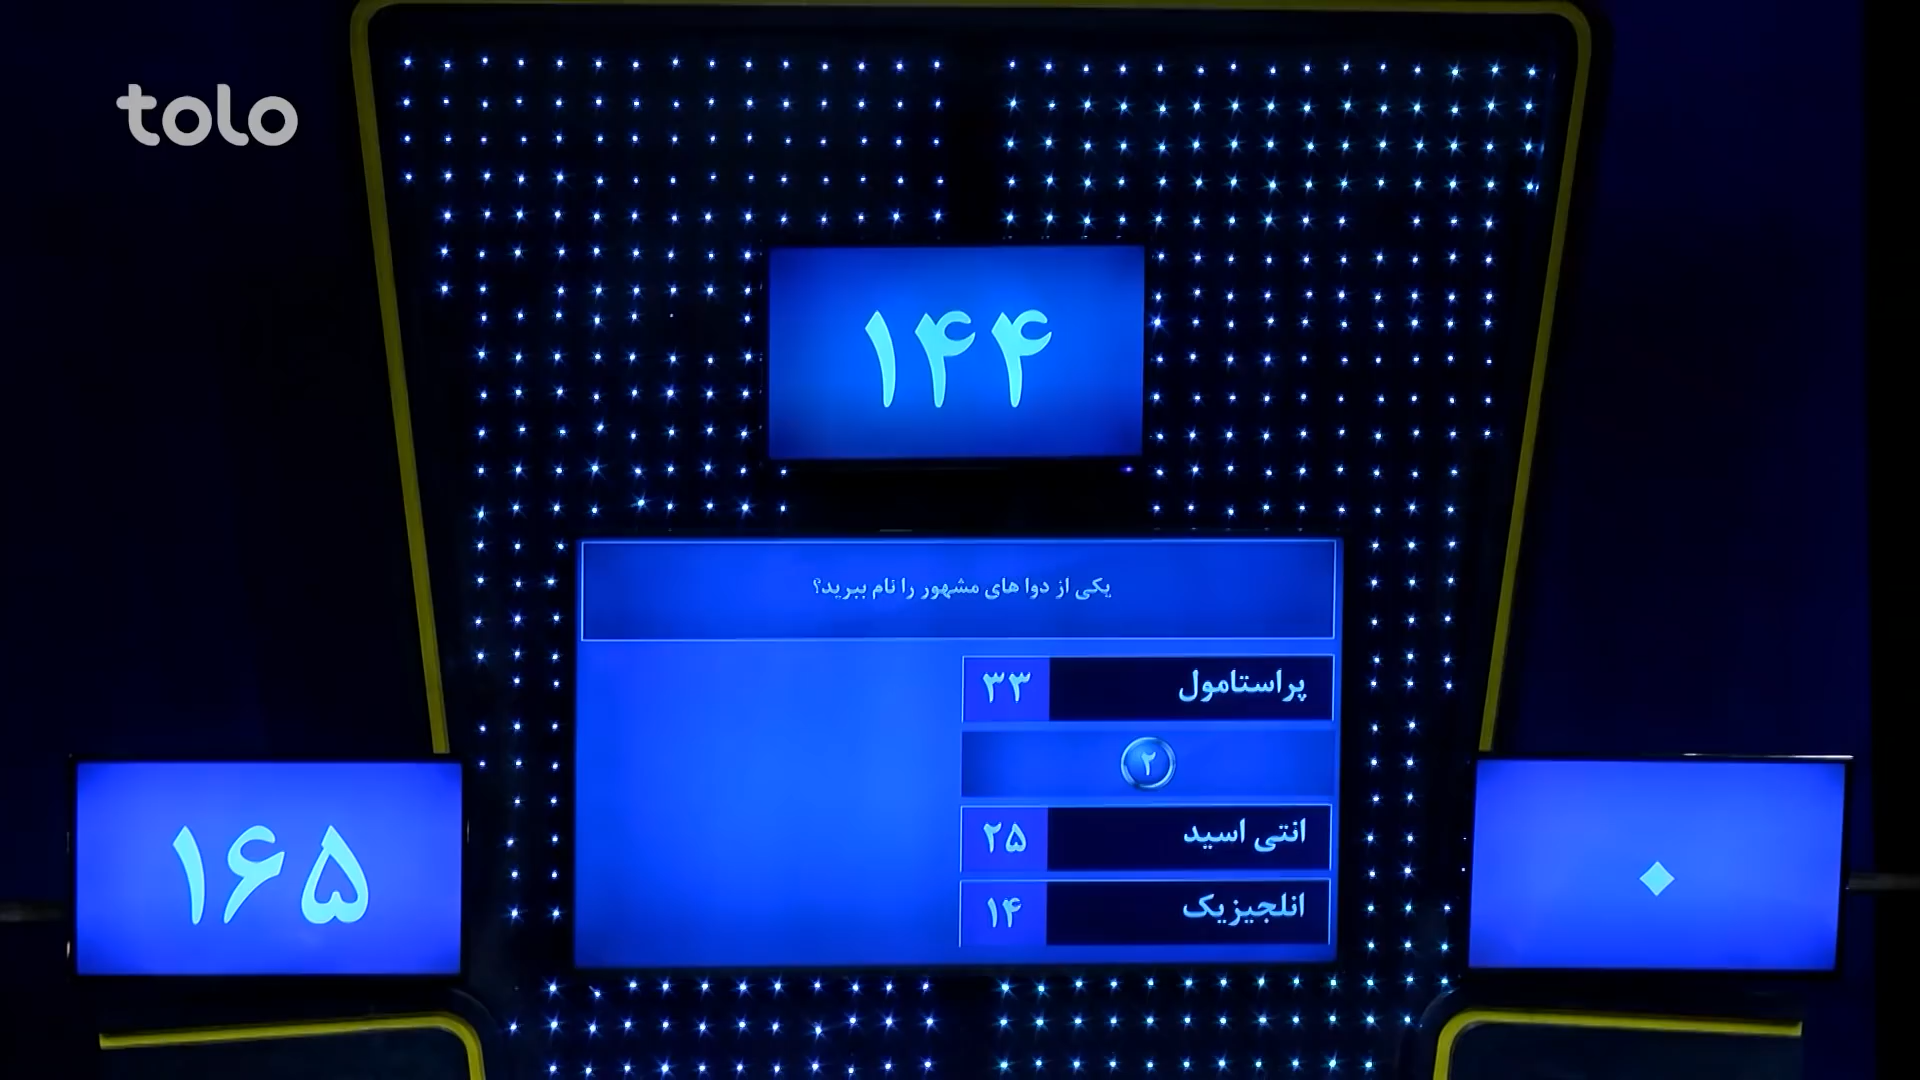 tolo
۱۴۴
یکی از دوا های مشهور را نام ببرید؟
پراستامول ۳۳
۲
انتی اسید ۲۵
انلجیزیک ۱۴
۱۶۵
۰